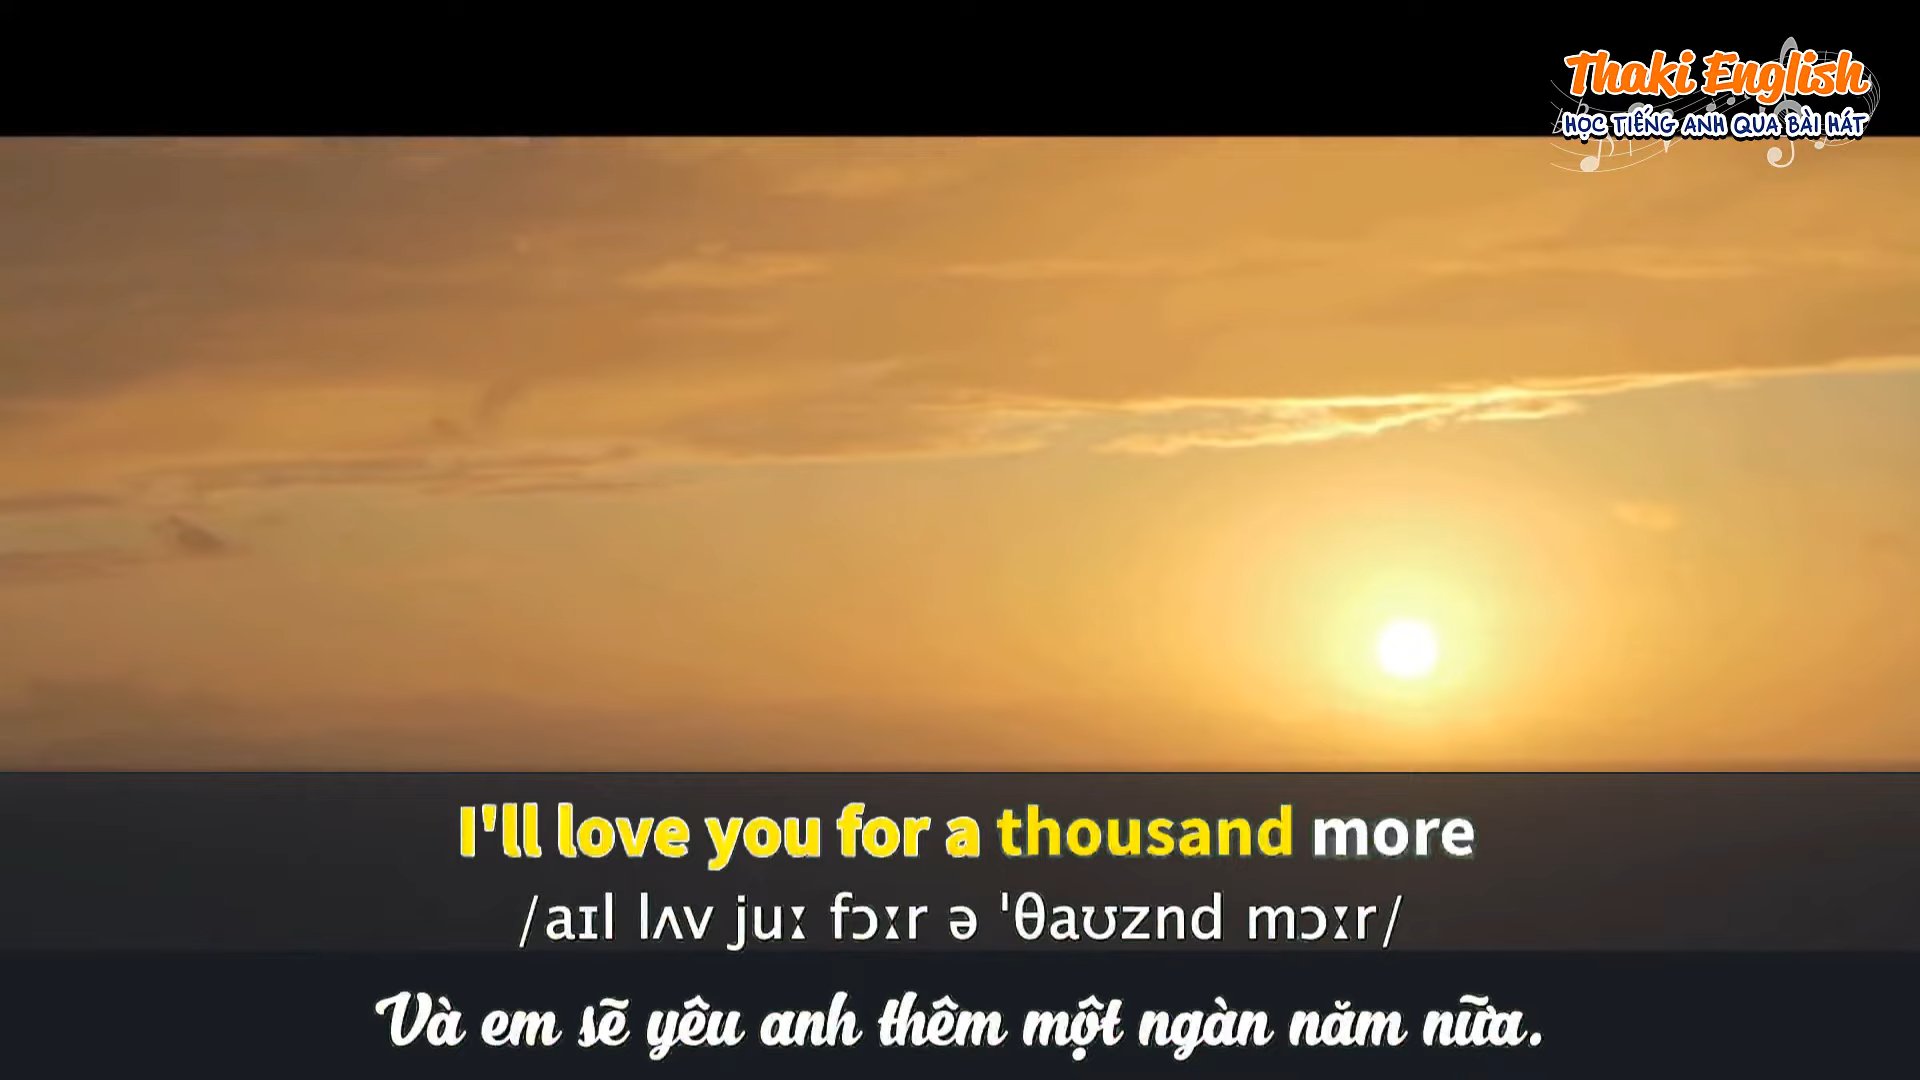 Thaki English
HỌC TIẾNG ANH QUA BÀI HÁT
I'll love you for a thousand more
/aɪl lʌv juː fɔːr ə ˈθaʊznd mɔːr/
Và em sẽ yêu anh thêm một ngàn năm nữa.